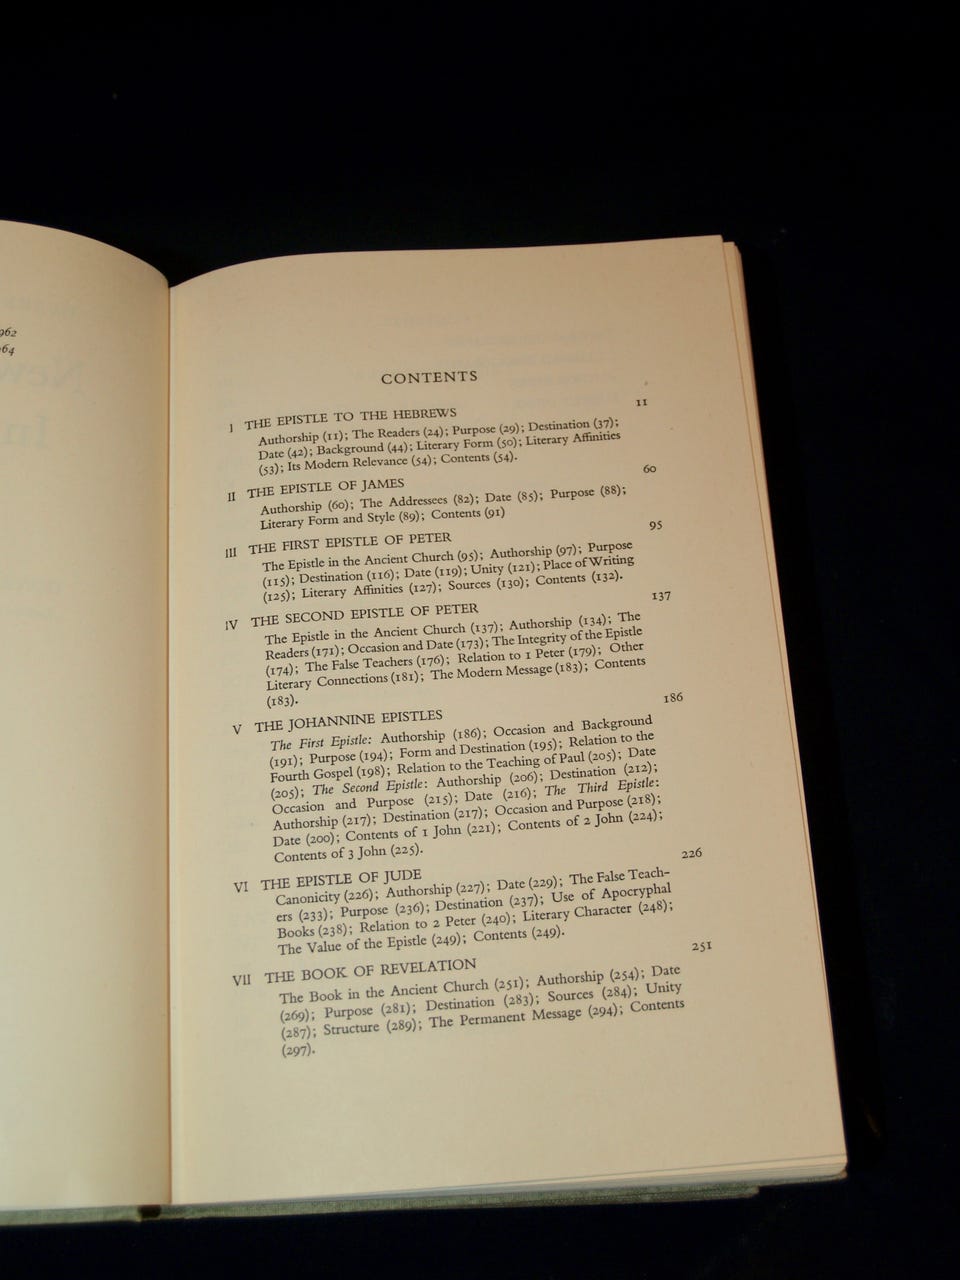 962
64
CONTENTS
I THE EPISTLE TO THE HEBREWS 11
Authorship (11); The Readers (24); Purpose (29); Destination (37);
Date (42); Background (44); Literary Form (50); Literary Affinities
(53); Its Modern Relevance (54); Contents (54).
II THE EPISTLE OF JAMES 60
Authorship (60); The Addressees (82); Date (85); Purpose (88);
Literary Form and Style (89); Contents (91)
III THE FIRST EPISTLE OF PETER 95
The Epistle in the Ancient Church (95); Authorship (97); Purpose
(115); Destination (116); Date (119); Unity (121); Place of Writing
(125); Literary Affinities (127); Sources (130); Contents (132).
IV THE SECOND EPISTLE OF PETER 137
The Epistle in the Ancient Church (137); Authorship (134); The
Readers (171); Occasion and Date (173); The Integrity of the Epistle
(174); The False Teachers (176); Relation to 1 Peter (179); Other
Literary Connections (181); The Modern Message (183); Contents
(183).
V THE JOHANNINE EPISTLES 186
The First Epistle: Authorship (186); Occasion and Background
(191); Purpose (194); Form and Destination (195); Relation to the
Fourth Gospel (198); Relation to the Teaching of Paul (205); Date
(205); The Second Epistle: Authorship (206); Destination (212);
Occasion and Purpose (215); Date (216); The Third Epistle:
Authorship (217); Destination (217); Occasion and Purpose (218);
Date (200); Contents of 1 John (221); Contents of 2 John (224);
Contents of 3 John (225).
VI THE EPISTLE OF JUDE 226
Canonicity (226); Authorship (227); Date (229); The False Teach-
ers (233); Purpose (236); Destination (237); Use of Apocryphal
Books (238); Relation to 2 Peter (240); Literary Character (248);
The Value of the Epistle (249); Contents (249).
VII THE BOOK OF REVELATION 251
The Book in the Ancient Church (251); Authorship (254); Date
(269); Purpose (281); Destination (283); Sources (284); Unity
(287); Structure (289); The Permanent Message (294); Contents
(297).